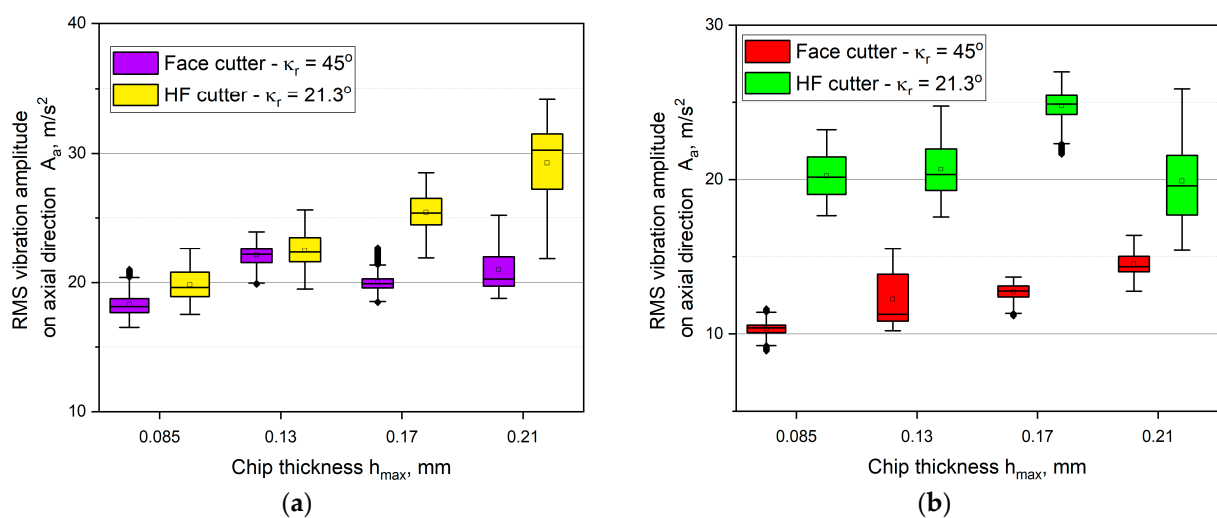 40
30
20
10
RMS vibration amplitude
on axial direction Aₐ, m/s²
Face cutter - κᵣ = 45°
HF cutter - κᵣ = 21.3°
0.085 0.13 0.17 0.21
Chip thickness hₘₐₓ, mm
(a)
30
20
10
RMS vibration amplitude
on axial direction Aₐ, m/s²
Face cutter - κᵣ = 45°
HF cutter - κᵣ = 21.3°
0.085 0.13 0.17 0.21
Chip thickness hₘₐₓ, mm
(b)